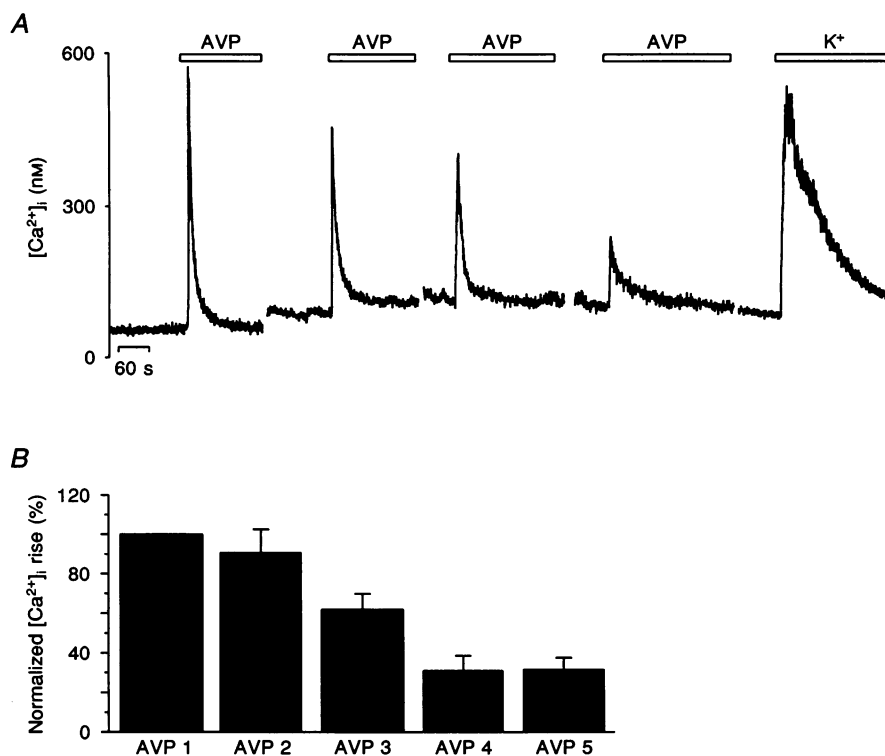 A
AVP AVP AVP AVP K⁺
600
300
0
[Ca²⁺]ᵢ (nM)
60 s
B
120
80
40
0
Normalized [Ca²⁺]ᵢ rise (%)
AVP 1 AVP 2 AVP 3 AVP 4 AVP 5